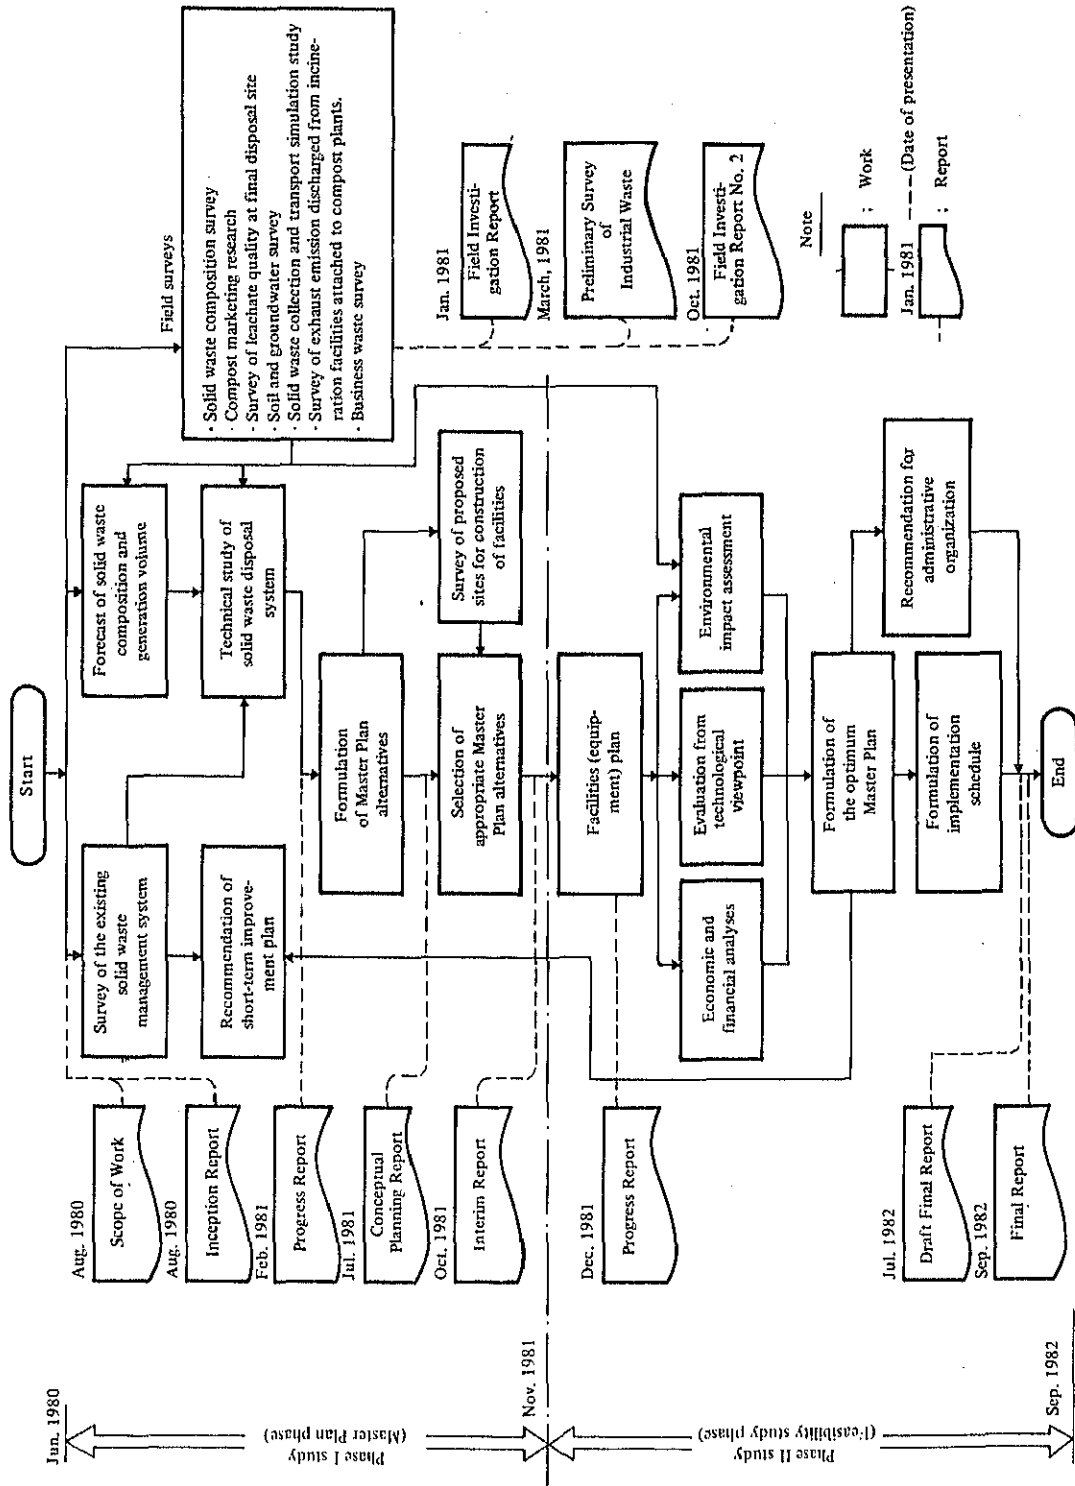 Start
Field surveys
· Solid waste composition survey
· Compost marketing research
· Survey of leachate quality at final disposal site
· Soil and groundwater survey
· Solid waste collection and transport simulation study
· Survey of exhaust emission discharged from incine-
ration facilities attached to compost plants.
· Business waste survey
Forecast of solid waste
composition and
generation volume
Survey of the existing
solid waste
management system
Technical study of
solid waste disposal
system
Recommendation of
short-term improve-
ment plan
Formulation
of Master Plan
alternatives
Survey of proposed
sites for construction
of facilities
Selection of
appropriate Master
Plan alternatives
Facilities (equip-
ment) plan
Environmental
impact assessment
Evaluation from
technological
viewpoint
Economic and
financial analyses
Formulation of
the optimum
Master Plan
Recommendation for
administrative
organization
Formulation of
implementation
schedule
End
Jan. 1981
Field Investi-
gation Report
March, 1981
Preliminary Survey
of
Industrial Waste
Oct. 1981
Field Investi-
gation Report No. 2
Note
; Work
Jan. 1981
(Date of presentation)
; Report
Aug. 1980
Scope of Work
Aug. 1980
Inception Report
Feb. 1981
Progress Report
Jul. 1981
Conceptual
Planning Report
Oct. 1981
Interim Report
Dec. 1981
Progress Report
Jul. 1982
Draft Final Report
Sep. 1982
Final Report
Jun. 1980
Phase I study
(Master Plan phase)
Nov. 1981
Phase II study
(Feasibility study phase)
Sep. 1982